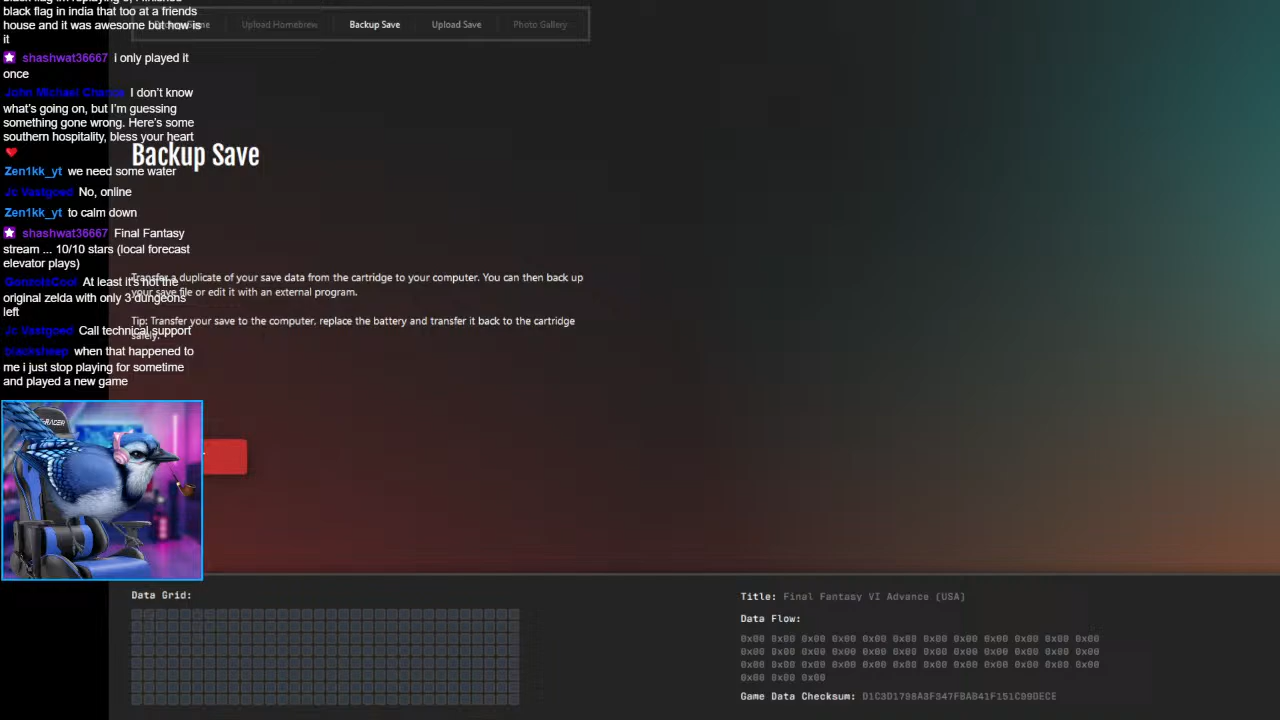 black flag in india that too at a friends
house and it was awesome but how is
it
shashwat36667 I only played it
once
John Michael Chance I don't know
what's going on, but I'm guessing
something gone wrong. Here's some
southern hospitality, bless your heart
Zen1kk_yt we need some water
Jo Vastgoed No, online
Zen1kk_yt to calm down
shashwat36667 Final Fantasy
stream ... 10/10 stars (local forecast
elevator plays)
At least it's not the
original zelda with only 3 dungeons
left
Jo Vastgoed Call technical support
blacksheep when that happened to
me i just stop playing for sometime
and played a new game
Upload Homebrew
Backup Save
Upload Save
Photo Gallery
Backup Save
Transfer a duplicate of your save data from the cartridge to your computer. You can then back up
your save file or edit it with an external program.
Tip: Transfer your save to the computer, replace the battery and transfer it back to the cartridge
safely.
Data Grid:
Title: Final Fantasy VI Advance (USA)
Data Flow:
0x00 0x00 0x00 0x00 0x00 0x00 0x00 0x00 0x00 0x00 0x00 0x00
0x00 0x00 0x00 0x00 0x00 0x00 0x00 0x00 0x00 0x00 0x00 0x00
0x00 0x00 0x00 0x00 0x00 0x00 0x00 0x00 0x00 0x00 0x00 0x00
0x00 0x00 0x00
Game Data Checksum: D1C3D1798A3F347FBAB41F151C99DECE